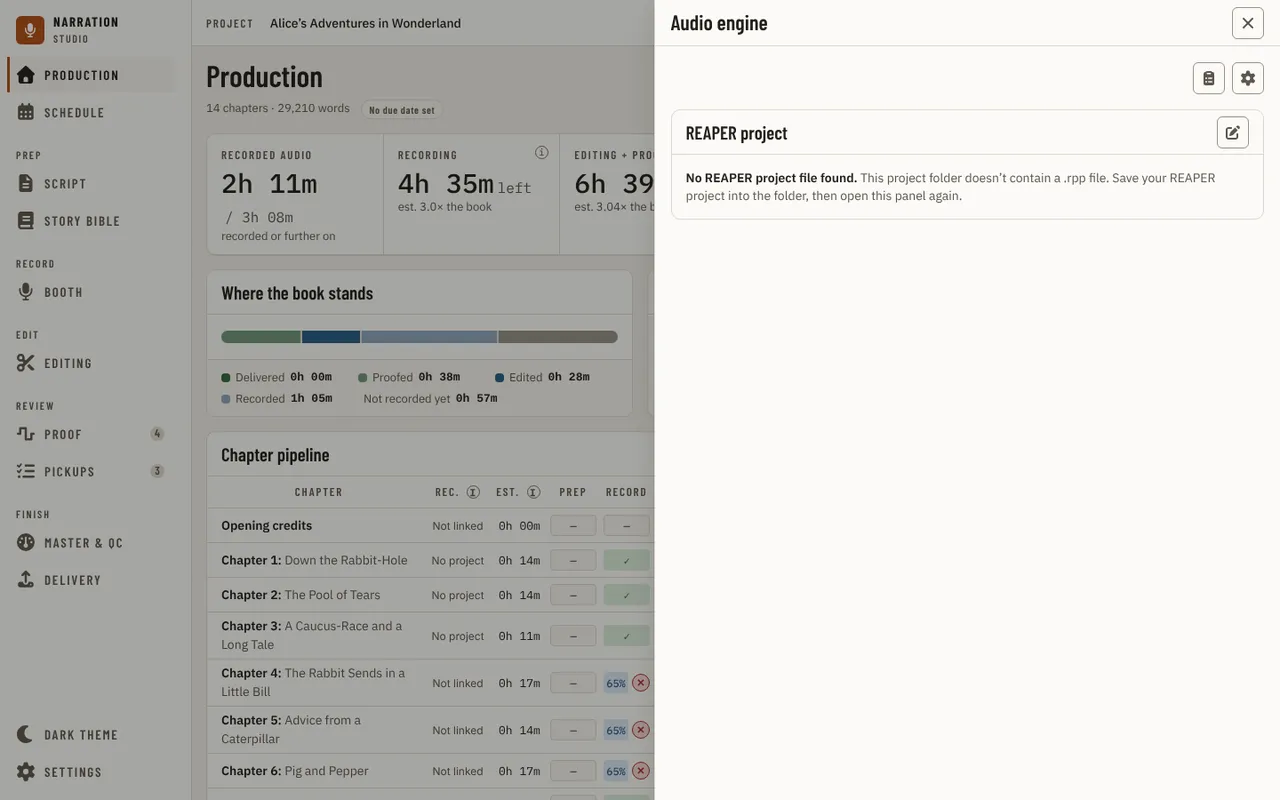 NARRATION
STUDIO
PRODUCTION
SCHEDULE
PREP
SCRIPT
STORY BIBLE
RECORD
BOOTH
EDIT
EDITING
REVIEW
PROOF 4
PICKUPS 3
FINISH
MASTER & QC
DELIVERY
DARK THEME
SETTINGS
PROJECT Alice’s Adventures in Wonderland
Production
14 chapters · 29,210 words No due date set
RECORDED AUDIO
2h 11m
/ 3h 08m
recorded or further on
RECORDING
4h 35m left
est. 3.0× the book
EDITING + PRO
6h 39
est. 3.04× the b
Where the book stands
Delivered 0h 00m Proofed 0h 38m Edited 0h 28m
Recorded 1h 05m Not recorded yet 0h 57m
Chapter pipeline
CHAPTER REC. EST. PREP RECORD
Opening credits Not linked 0h 00m – –
Chapter 1: Down the Rabbit-Hole No project 0h 14m – ✓
Chapter 2: The Pool of Tears No project 0h 14m – ✓
Chapter 3: A Caucus-Race and a
Long Tale No project 0h 11m – ✓
Chapter 4: The Rabbit Sends in a
Little Bill Not linked 0h 17m – 65%
Chapter 5: Advice from a
Caterpillar Not linked 0h 14m – 65%
Chapter 6: Pig and Pepper Not linked 0h 17m – 65%
Audio engine
REAPER project
No REAPER project file found. This project folder doesn’t contain a .rpp file. Save your REAPER
project into the folder, then open this panel again.